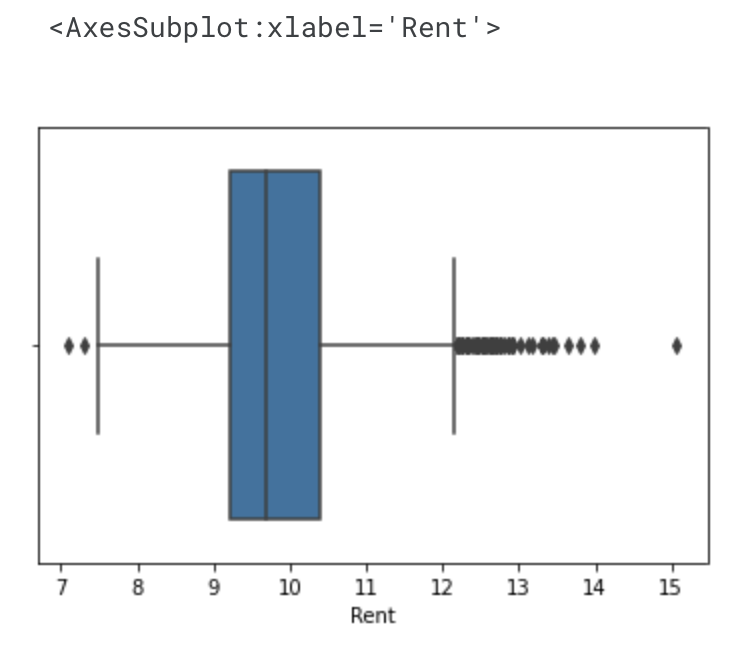 <AxesSubplot:xlabel='Rent'>
7 8 9 10 11 12 13 14 15
Rent